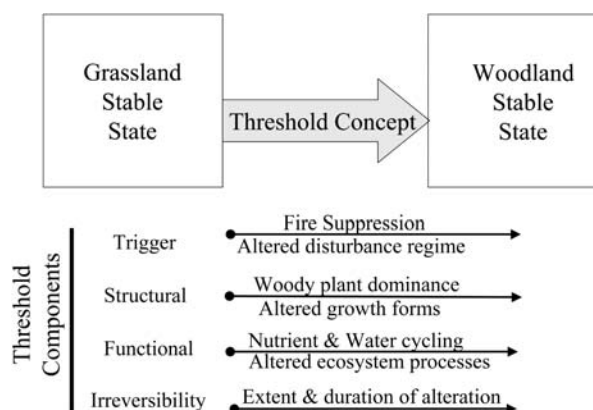 Grassland
Stable
State
Threshold Concept
Woodland
Stable
State
Threshold
Components
Trigger
Fire Suppression
Altered disturbance regime
Structural
Woody plant dominance
Altered growth forms
Functional
Nutrient & Water cycling
Altered ecosystem processes
Irreversibility
Extent & duration of alteration